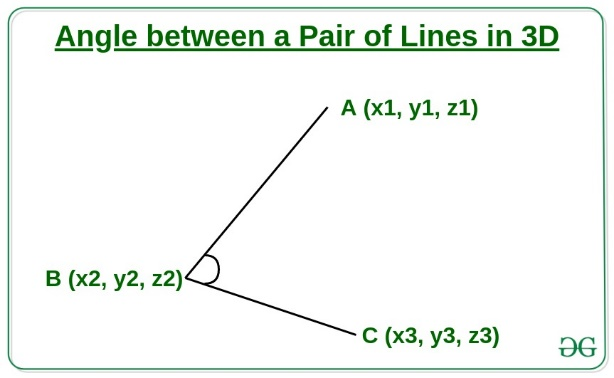 Angle between a Pair of Lines in 3D
A (x1, y1, z1)
B (x2, y2, z2)
C (x3, y3, z3)